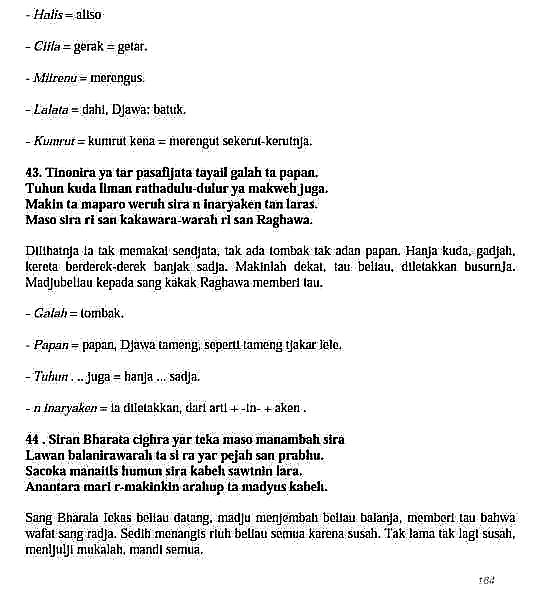 - Halis = aliso
- Cifia = gerak = getar.
- Milrenu = merengus.
- Lalata = dahi, Djawa: batuk.
- Kumrut = kumrut kena = merengut sekerut-kerutnja.
43. Tinonira ya tar pasafijata tayail galah ta papan.
Tuhun kuda liman rathadulu-dulur ya makweh juga.
Makin ta maparo weruh sira n inaryaken tan laras.
Maso sira ri san kakawara-warah ri san Raghawa.
Dilihatnja ia tak memakai sendjata, tak ada tombak tak adan papan. Hanja kuda, gadjah,
kereta berderek-derek banjak sadja. Makinlah dekat, tau beliau, diletakkan busurnja.
Madjubeliau kepada sang kakak Raghawa memberi tau.
- Galah = tombak.
- Papan = papan, Djawa tameng, seperti tameng tjakar lele.
- Tuhun . .. juga = hanja ... sadja.
- n inaryaken = ia diletakkan, dari arti + -in- + aken .
44 . Siran Bharata cighra yar teka maso manambah sira
Lawan balanirawarah ta si ra yar pejah san prabhu.
Sacoka manaitis humun sira kabeh sawtnin lara.
Anantara mari r-makinkin arahup ta madyus kabeh.
Sang Bharala lekas beliau datang, madju menjembah beliau balanja, memberi tau bahwa
wafat sang radja. Sedih menangis riuh beliau semua karena susah. Tak lama tak lagi susah,
menijulji mukalah, mandi semua.
164